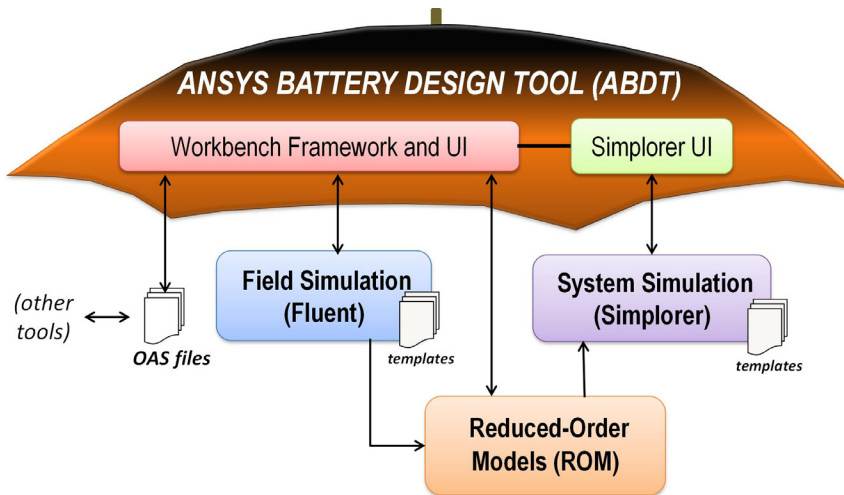 ANSYS BATTERY DESIGN TOOL (ABDT)
Workbench Framework and UI
Simplorer UI
Field Simulation
(Fluent)
templates
System Simulation
(Simplorer)
templates
(other
tools)
OAS files
Reduced-Order
Models (ROM)